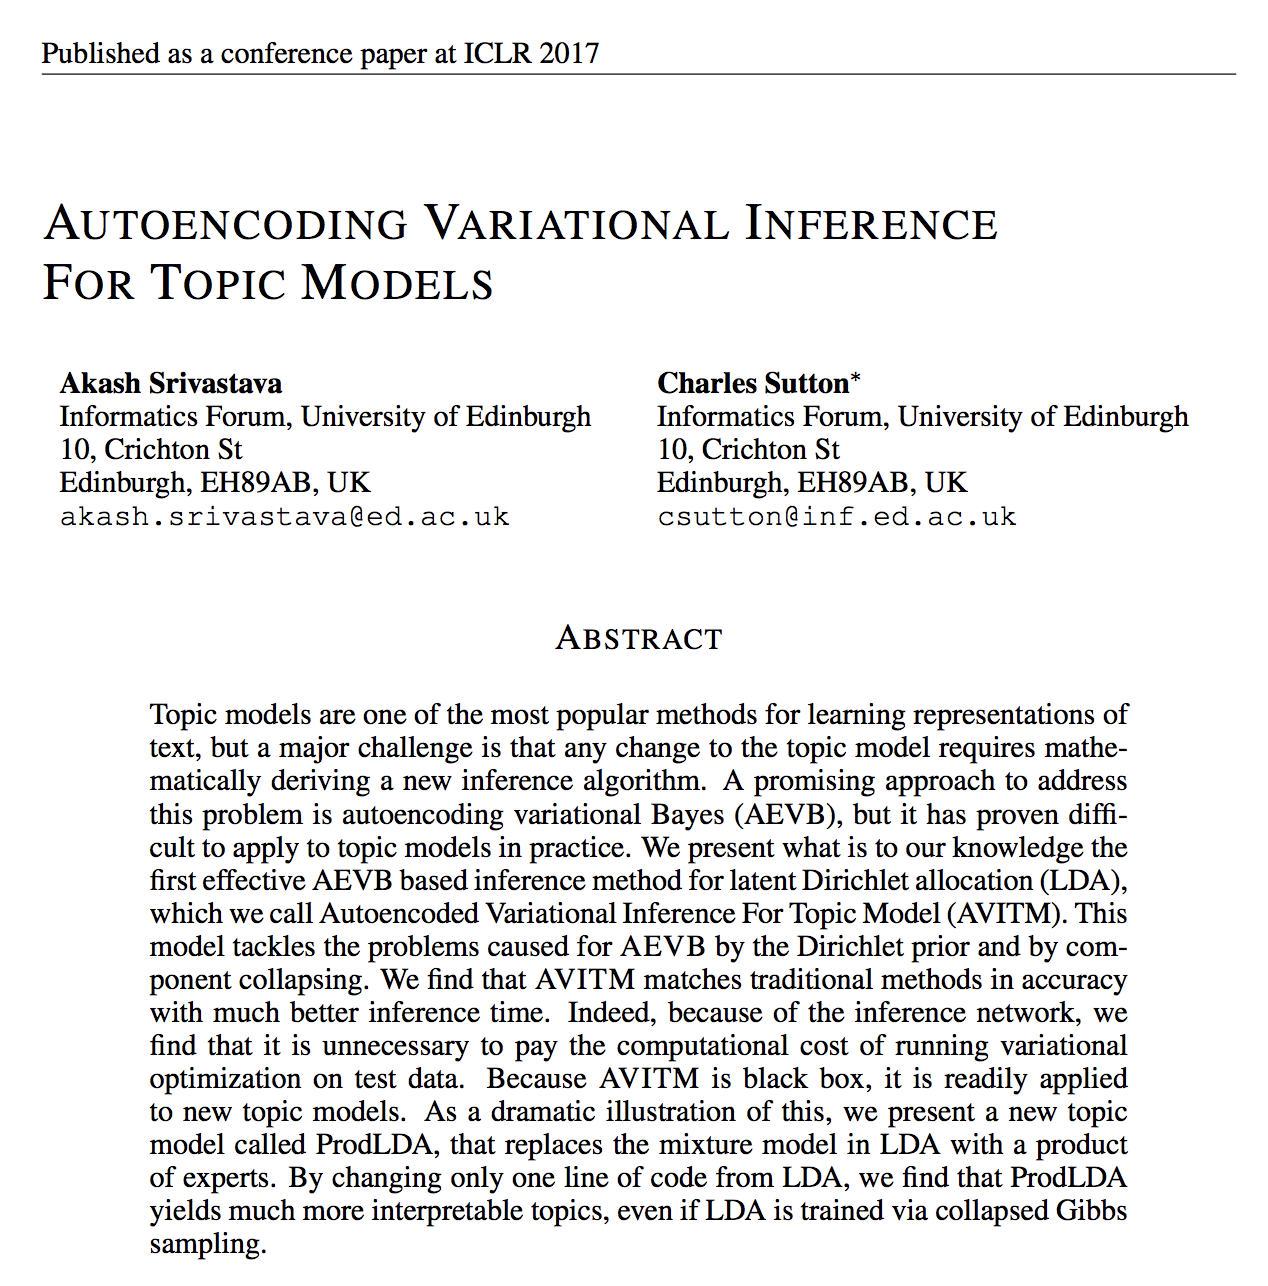 Published as a conference paper at ICLR 2017
AUTOENCODING VARIATIONAL INFERENCE
FOR TOPIC MODELS
Akash Srivastava
Informatics Forum, University of Edinburgh
10, Crichton St
Edinburgh, EH89AB, UK
akash.srivastava@ed.ac.uk
Charles Sutton*
Informatics Forum, University of Edinburgh
10, Crichton St
Edinburgh, EH89AB, UK
csutton@inf.ed.ac.uk
ABSTRACT
Topic models are one of the most popular methods for learning representations of
text, but a major challenge is that any change to the topic model requires mathe-
matically deriving a new inference algorithm. A promising approach to address
this problem is autoencoding variational Bayes (AEVB), but it has proven diffi-
cult to apply to topic models in practice. We present what is to our knowledge the
first effective AEVB based inference method for latent Dirichlet allocation (LDA),
which we call Autoencoded Variational Inference For Topic Model (AVITM). This
model tackles the problems caused for AEVB by the Dirichlet prior and by com-
ponent collapsing. We find that AVITM matches traditional methods in accuracy
with much better inference time. Indeed, because of the inference network, we
find that it is unnecessary to pay the computational cost of running variational
optimization on test data. Because AVITM is black box, it is readily applied
to new topic models. As a dramatic illustration of this, we present a new topic
model called ProdLDA, that replaces the mixture model in LDA with a product
of experts. By changing only one line of code from LDA, we find that ProdLDA
yields much more interpretable topics, even if LDA is trained via collapsed Gibbs
sampling.